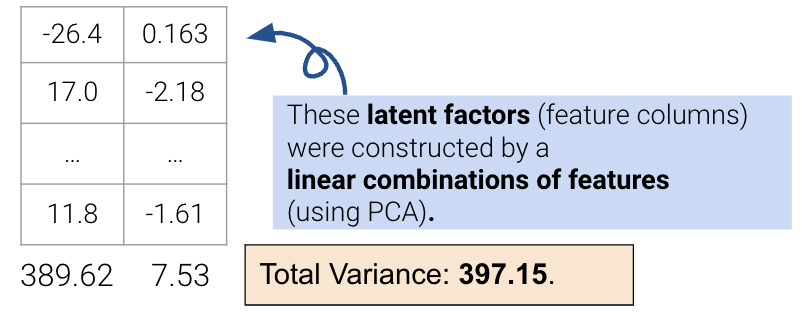 -26.4 0.163
17.0 -2.18
... ...
11.8 -1.61
389.62 7.53
These latent factors (feature columns)
were constructed by a
linear combinations of features
(using PCA).
Total Variance: 397.15.